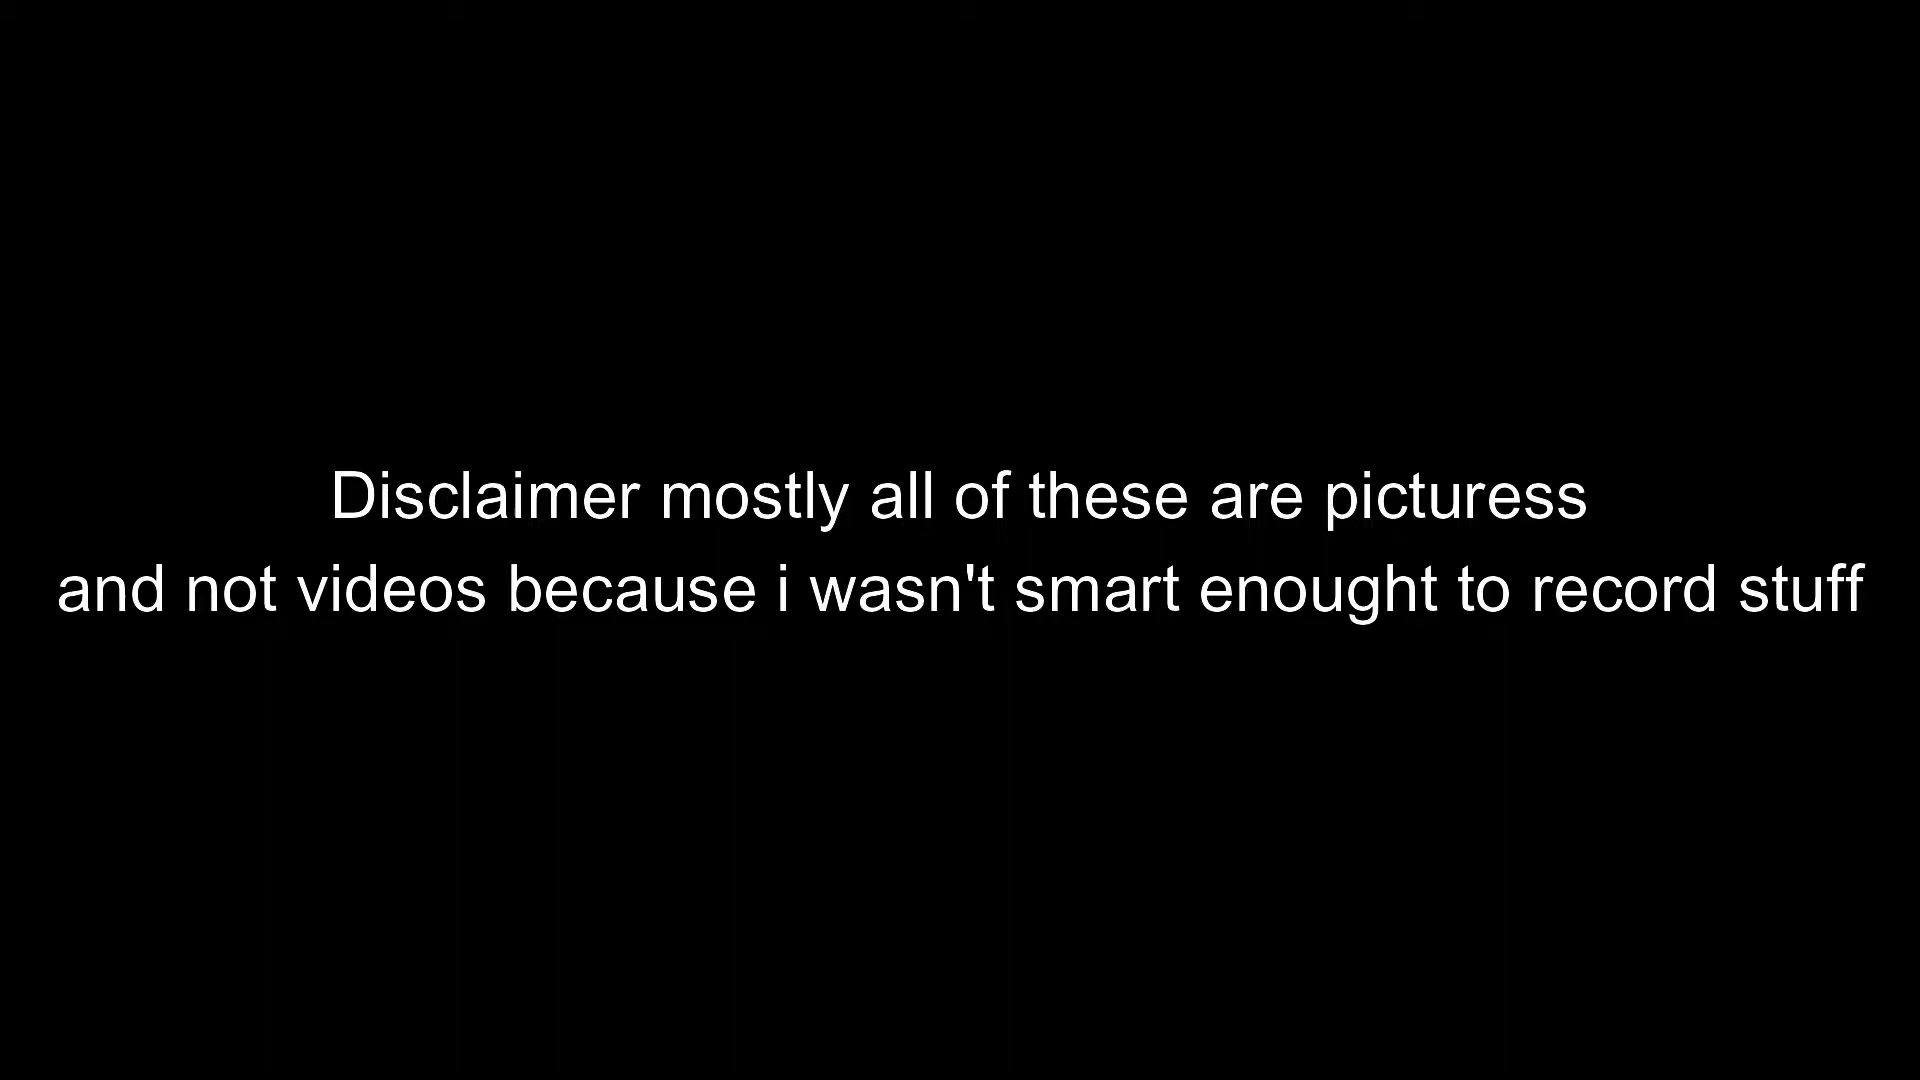 Disclaimer mostly all of these are picturess
and not videos because i wasn't smart enought to record stuff